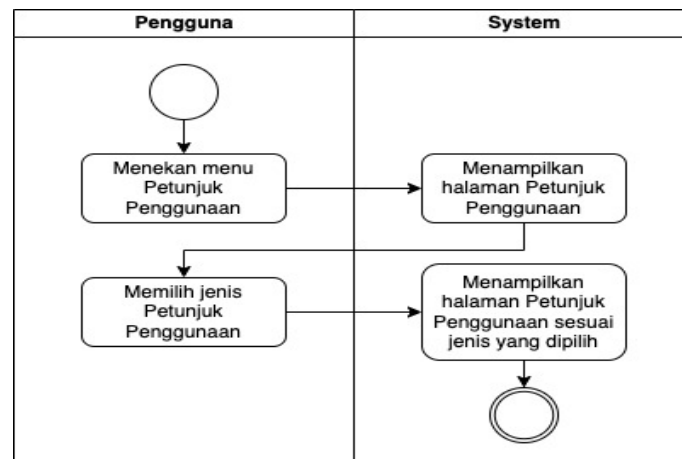 Pengguna
System
Menekan menu
Petunjuk
Penggunaan
Menampilkan
halaman Petunjuk
Penggunaan
Memilih jenis
Petunjuk
Penggunaan
Menampilkan
halaman Petunjuk
Penggunaan sesuai
jenis yang dipilih